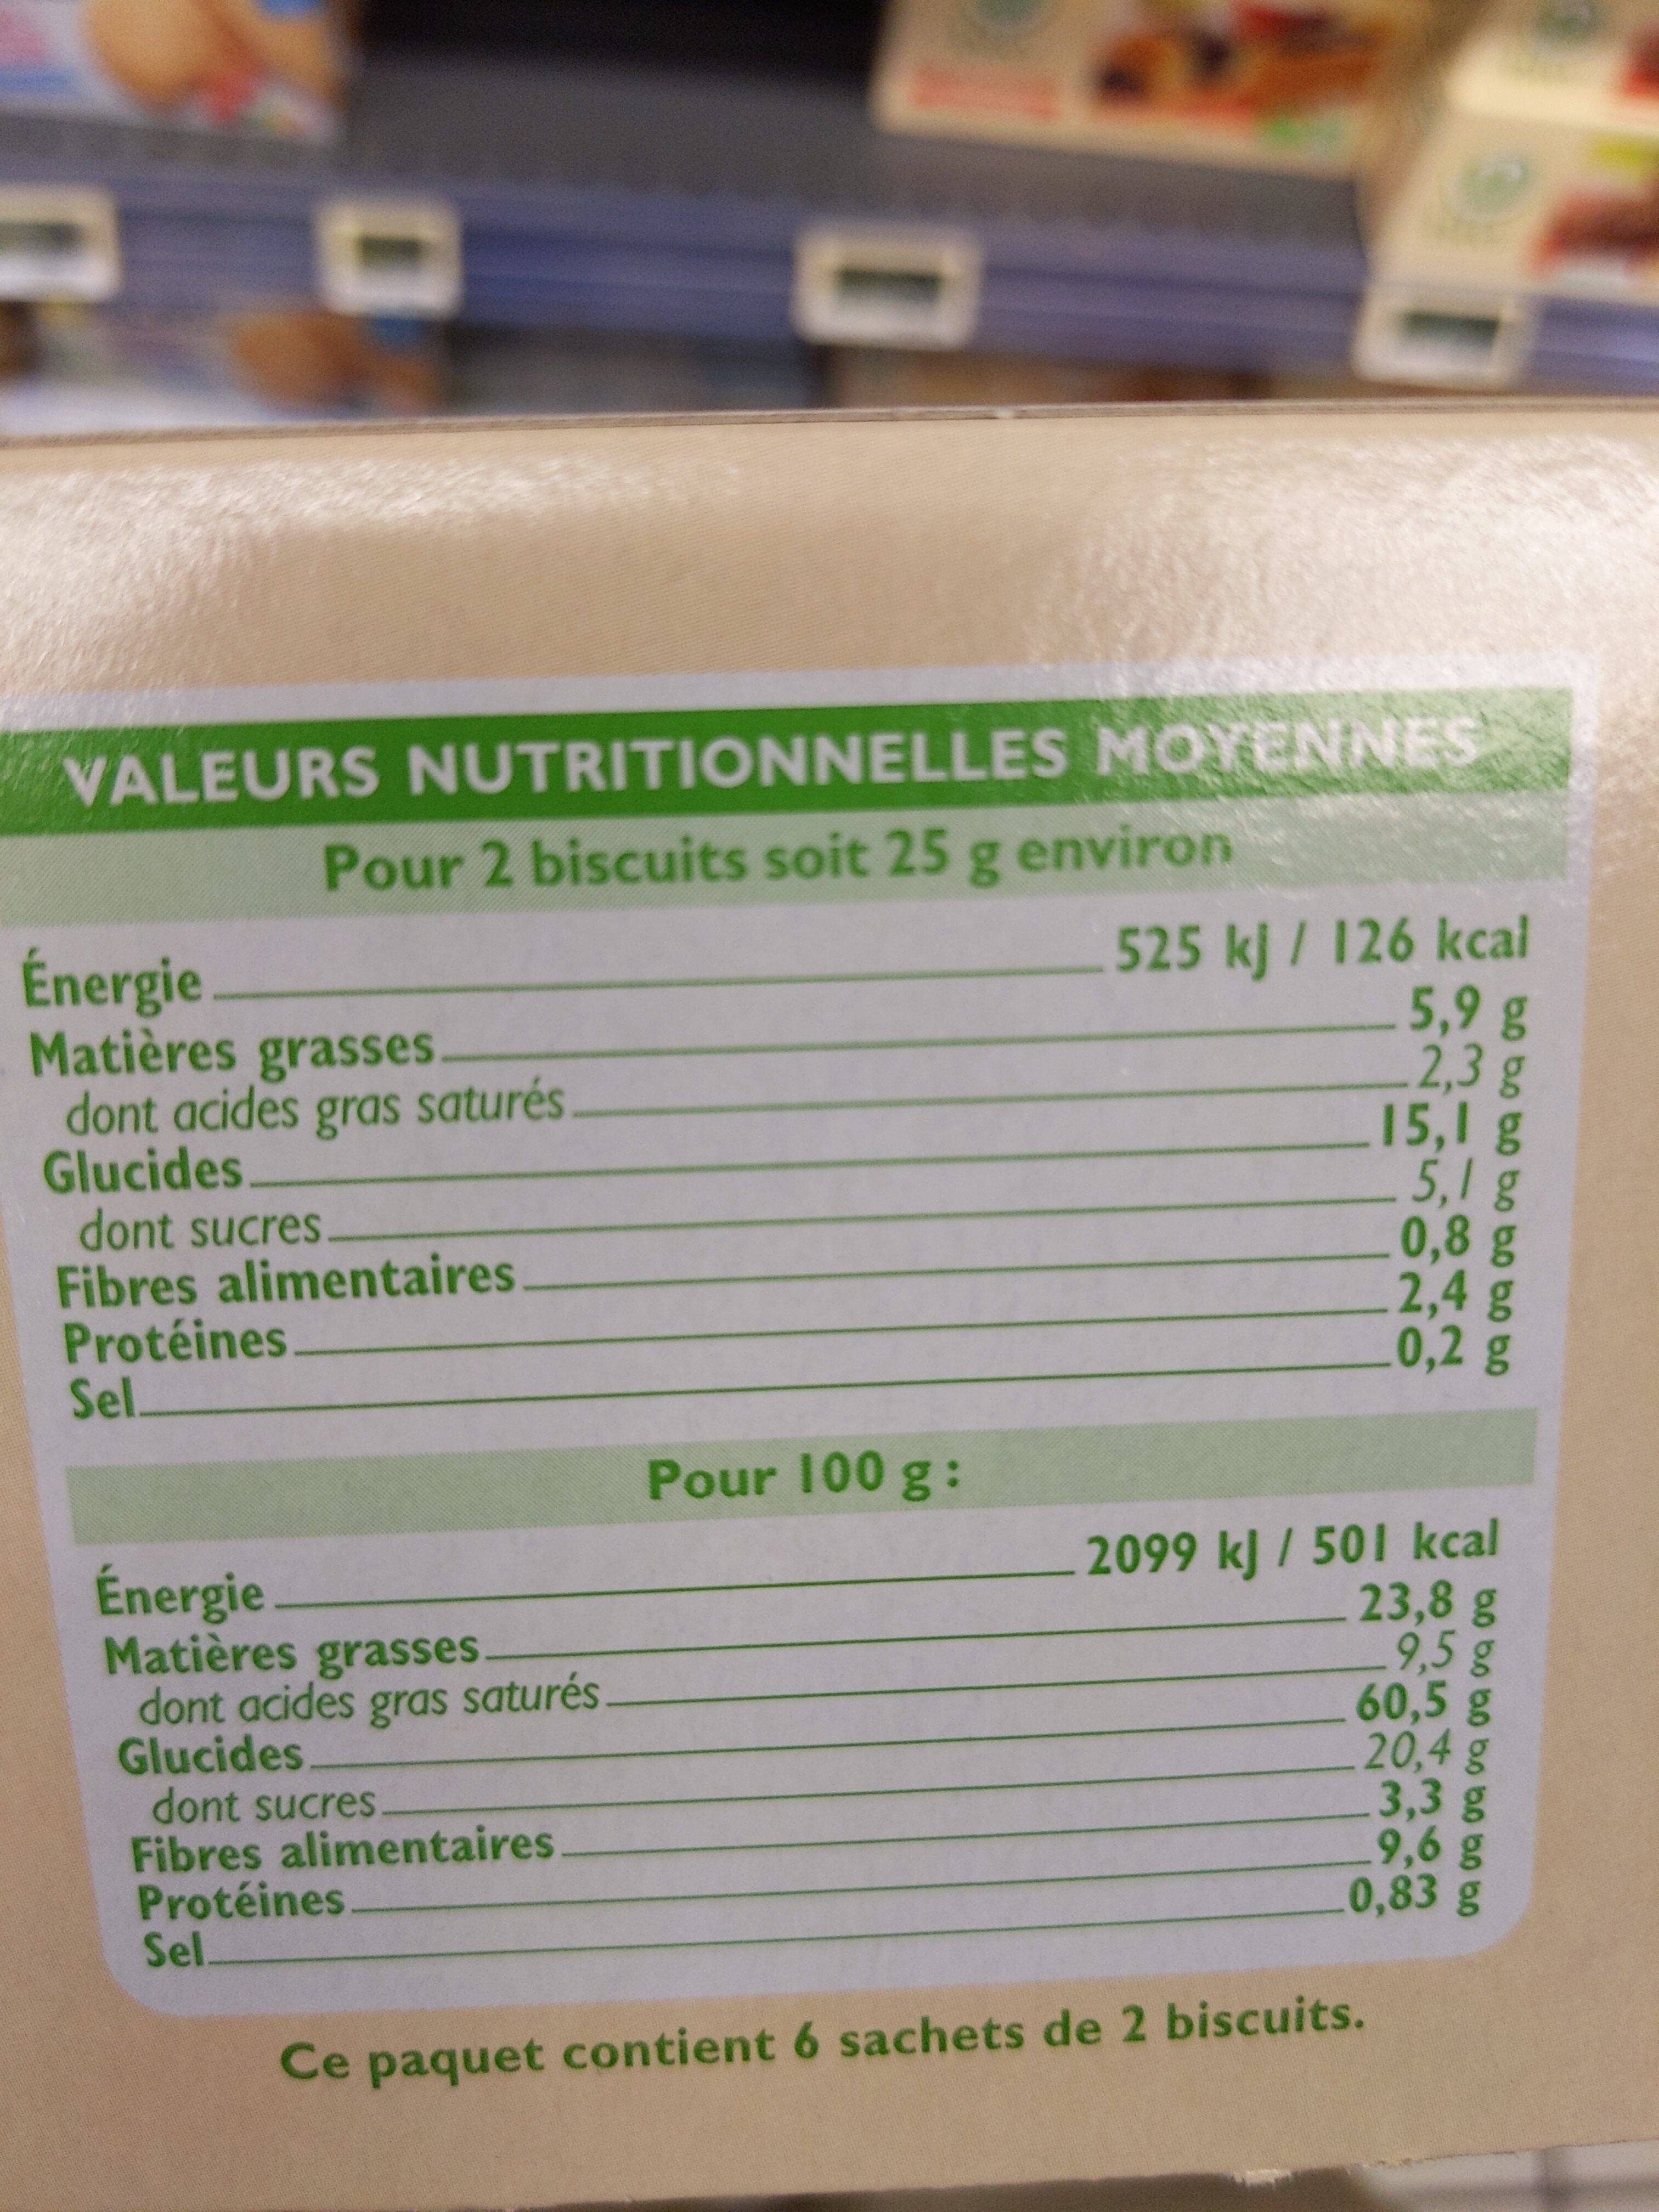 VALEURS NUTRITIONNELLES MOYENNES
Pour 2 biscuits soit 25 g environ
Énergie 525 kJ / 126 kcal
Matières grasses 5,9 g
dont acides gras saturés 2,3 g
Glucides 15,1 g
dont sucres 5,1 g
Fibres alimentaires 0,8 g
Protéines 2,4 g
Sel 0,2 g
Pour 100 g :
Énergie 2099 kJ / 501 kcal
Matières grasses 23,8 g
dont acides gras saturés 9,5 g
Glucides 60,5 g
dont sucres 20,4 g
Fibres alimentaires 3,3 g
Protéines 9,6 g
Sel 0,83 g
Ce paquet contient 6 sachets de 2 biscuits.